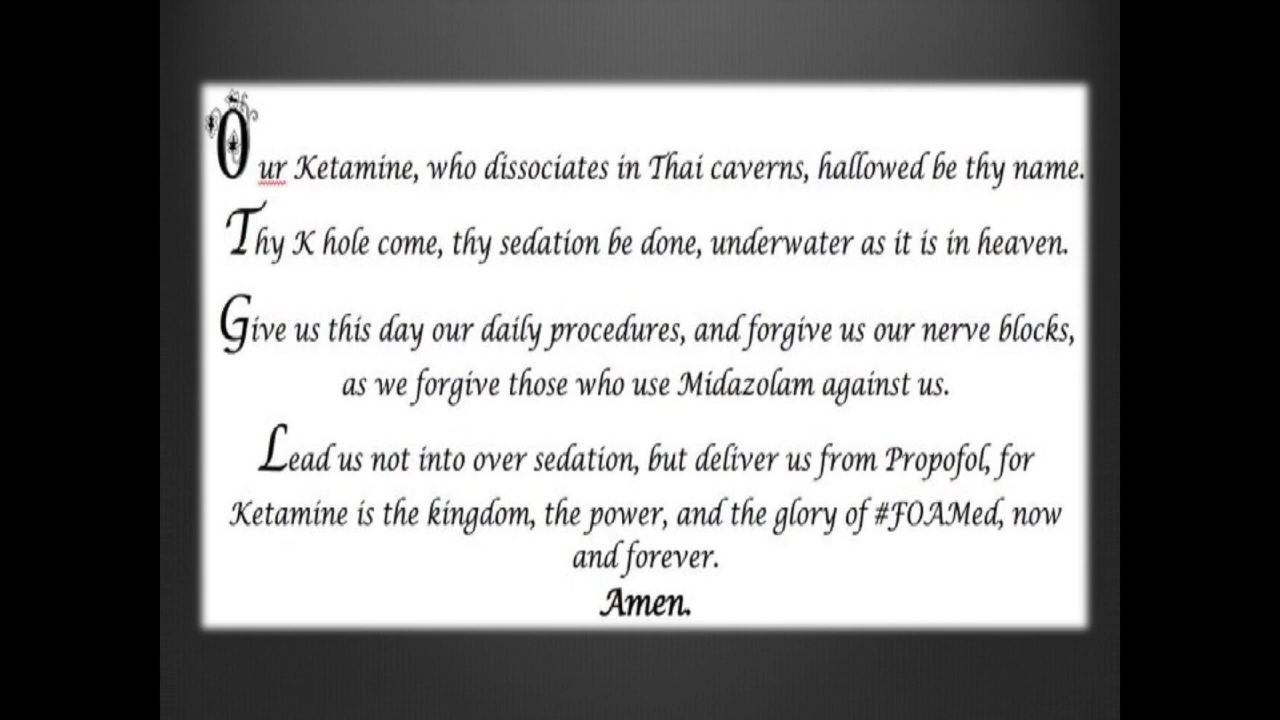 Our Ketamine, who dissociates in Thai caverns, hallowed be thy name.
Thy K hole come, thy sedation be done, underwater as it is in heaven.
Give us this day our daily procedures, and forgive us our nerve blocks,
as we forgive those who use Midazolam against us.
Lead us not into over sedation, but deliver us from Propofol, for
Ketamine is the kingdom, the power, and the glory of #FOAMed, now
and forever.
Amen.